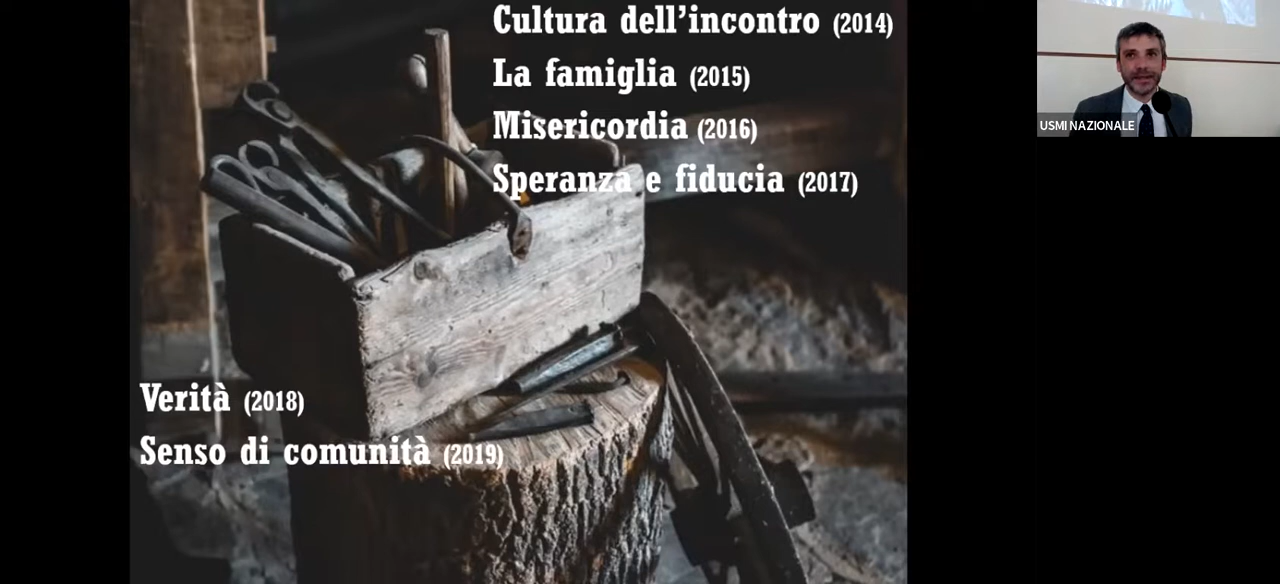 Cultura dell’incontro (2014)
La famiglia (2015)
Misericordia (2016)
Speranza e fiducia (2017)
Verità (2018)
Senso di comunità (2019)
USMI NAZIONALE